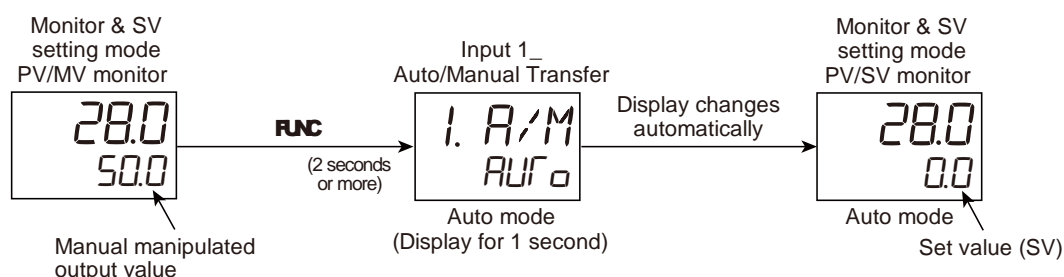 Monitor & SV
setting mode
PV/MV monitor
28.0
50.0
Manual manipulated
output value
FUNC
(2 seconds
or more)
Input 1_
Auto/Manual Transfer
1. A/M
AUTo
Auto mode
(Display for 1 second)
Display changes
automatically
Monitor & SV
setting mode
PV/SV monitor
28.0
0.0
Auto mode
Set value (SV)